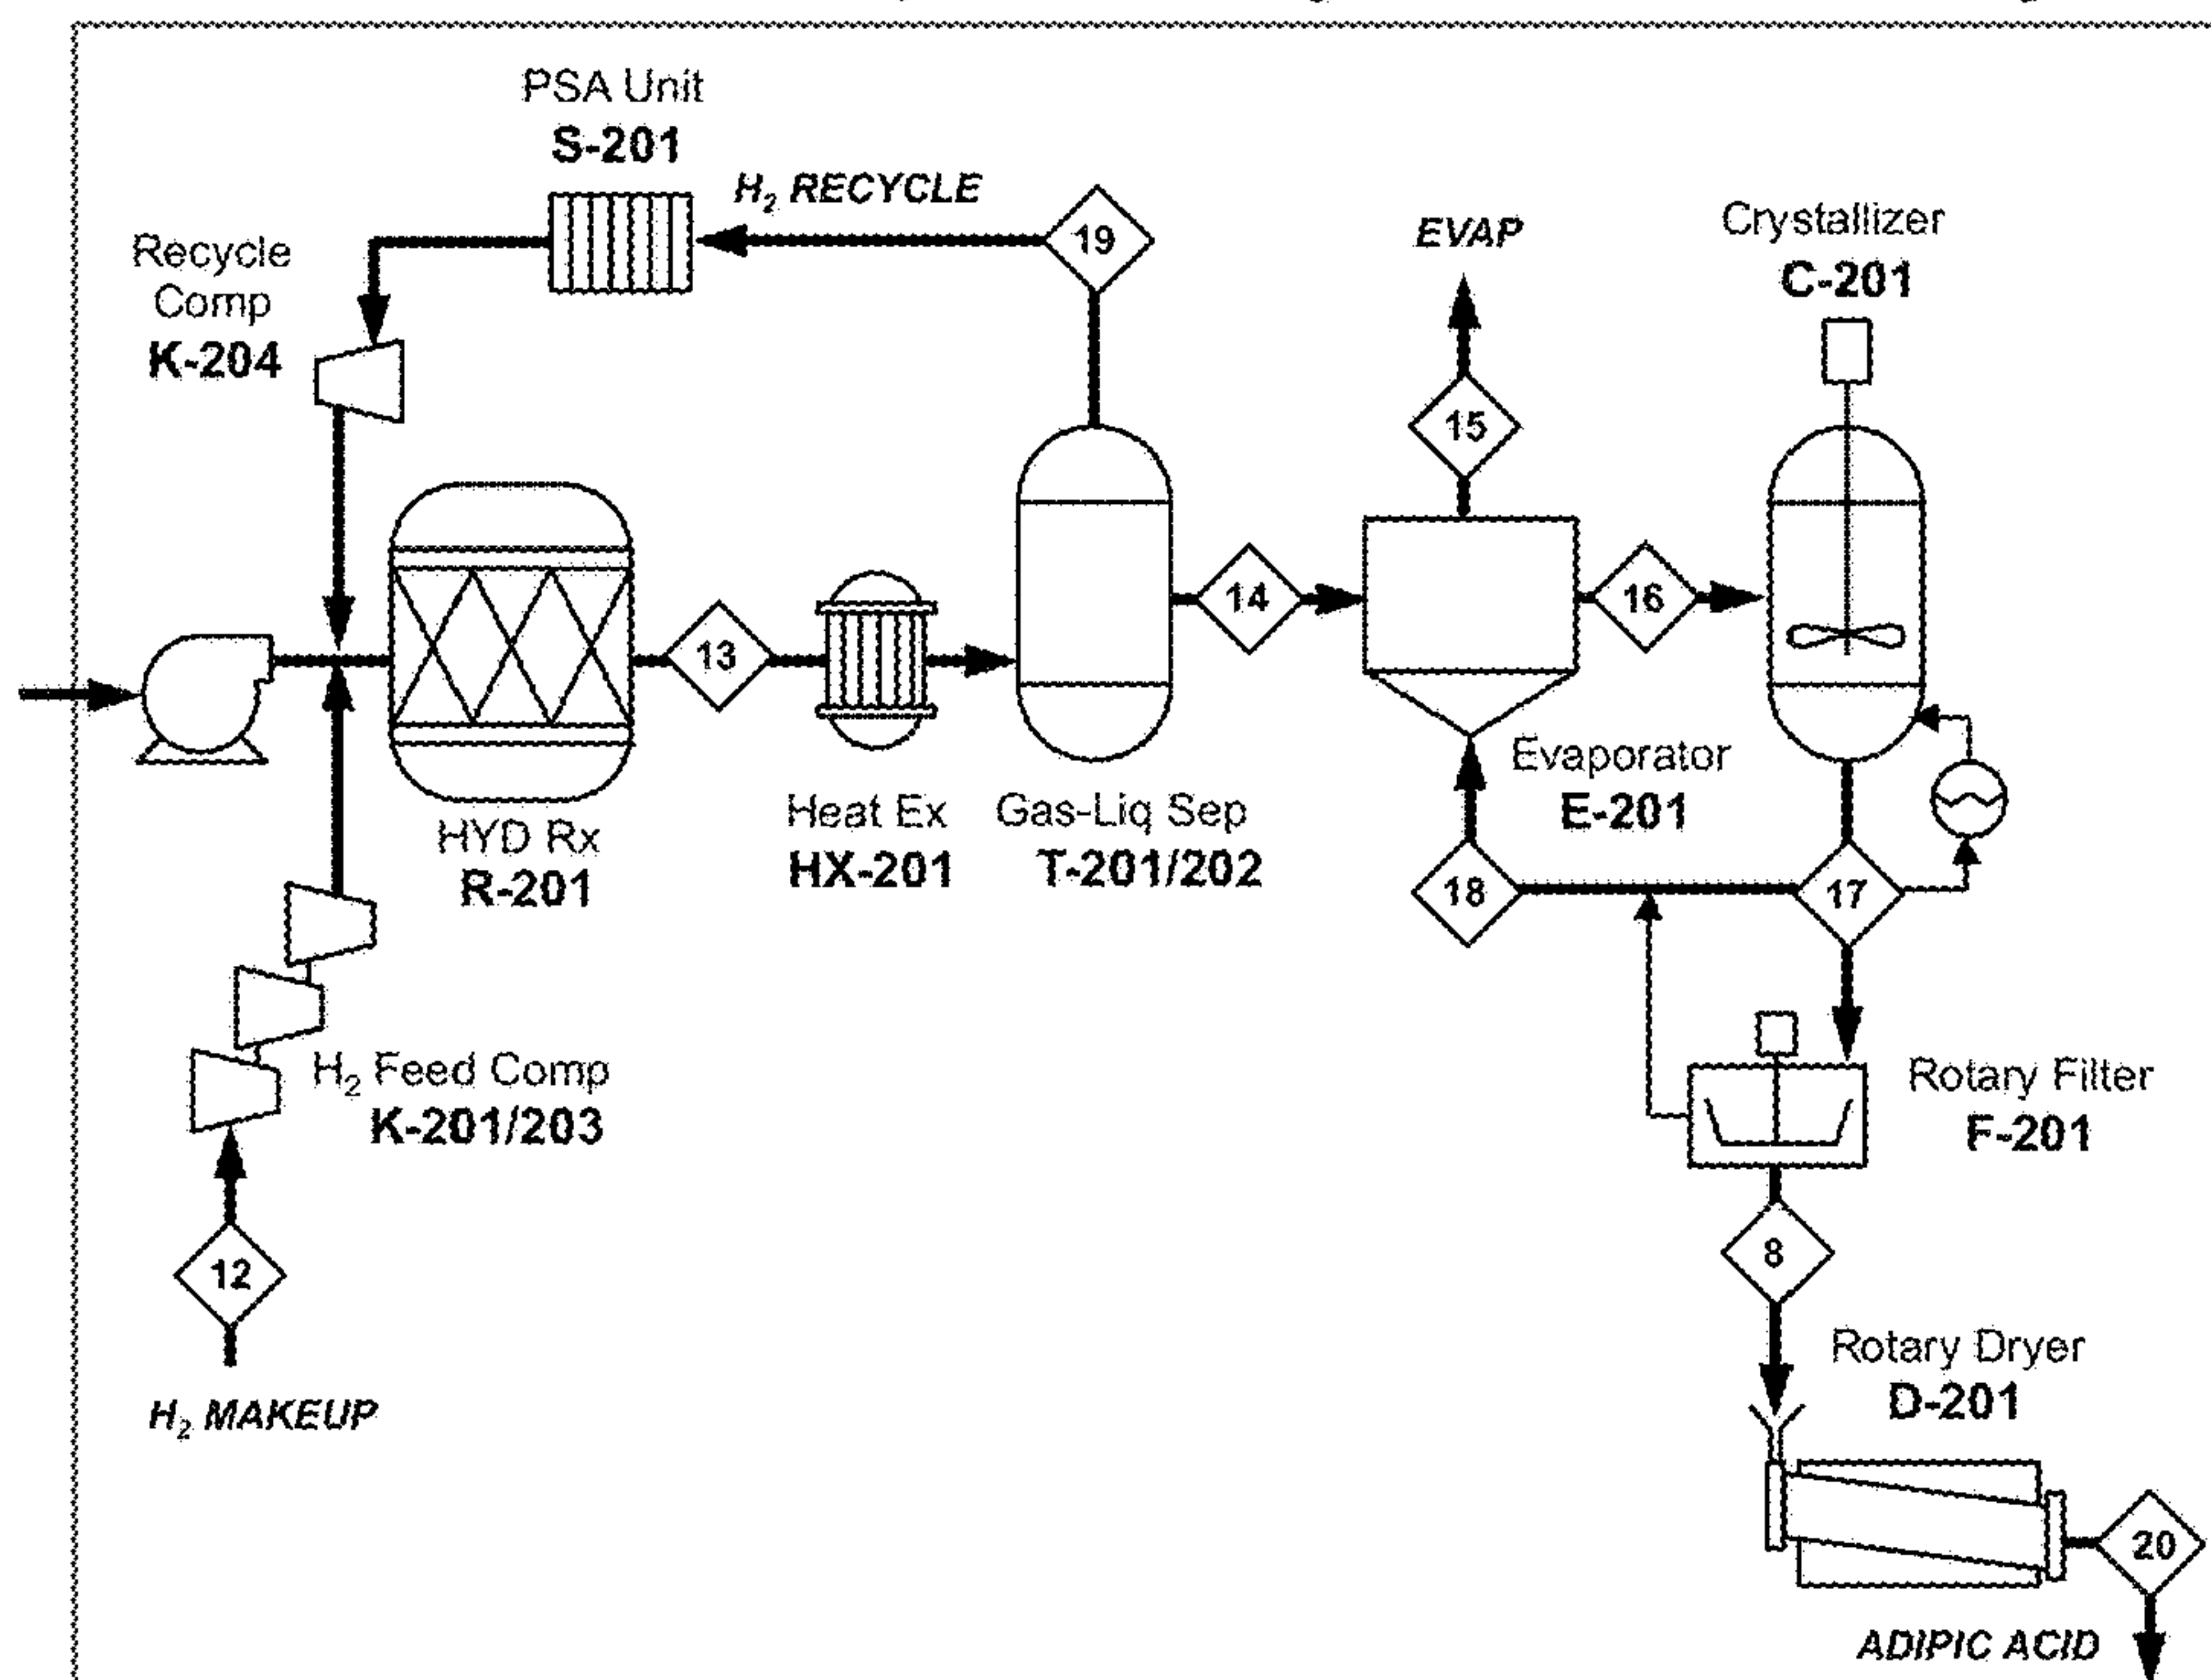 PSA Unit
S-201
H₂ RECYCLE
19
Recycle
Comp
K-204
EVAP
15
Crystallizer
C-201
13
14
16
HYD Rx
R-201
Heat Ex
HX-201
Gas-Liq Sep
T-201/202
Evaporator
E-201
18
17
H₂ Feed Comp
K-201/203
Rotary Filter
F-201
12
H₂ MAKEUP
8
Rotary Dryer
D-201
20
ADIPIC ACID